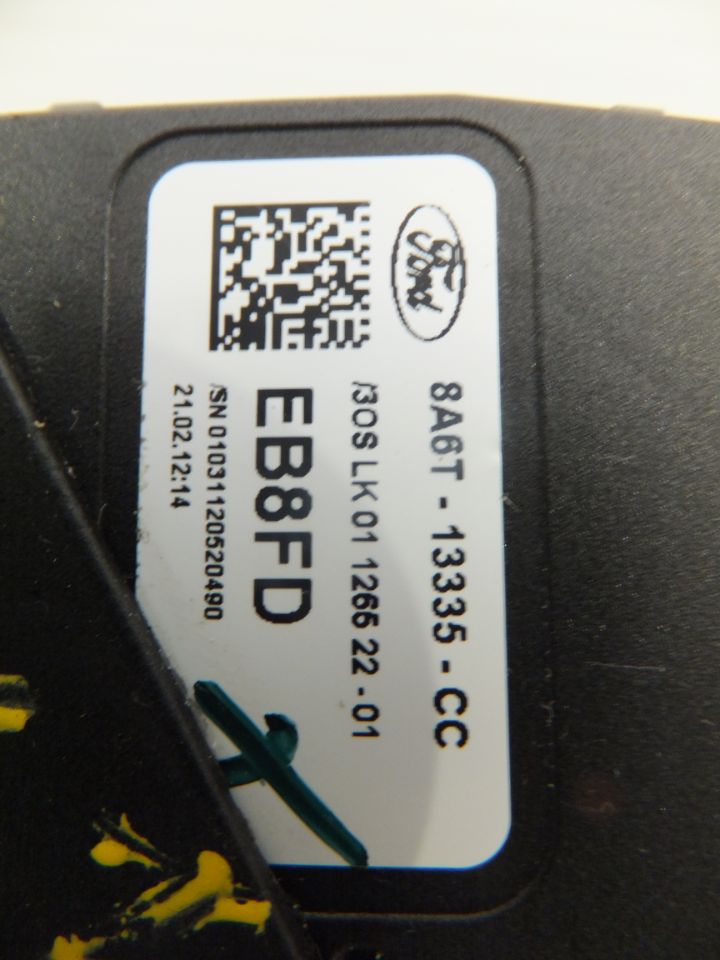 Ford
8A6T - 13335 - CC
/3OS LK 01 1266 22 - 01
EB8FD
/SN 01031120520490
21.02.12:14